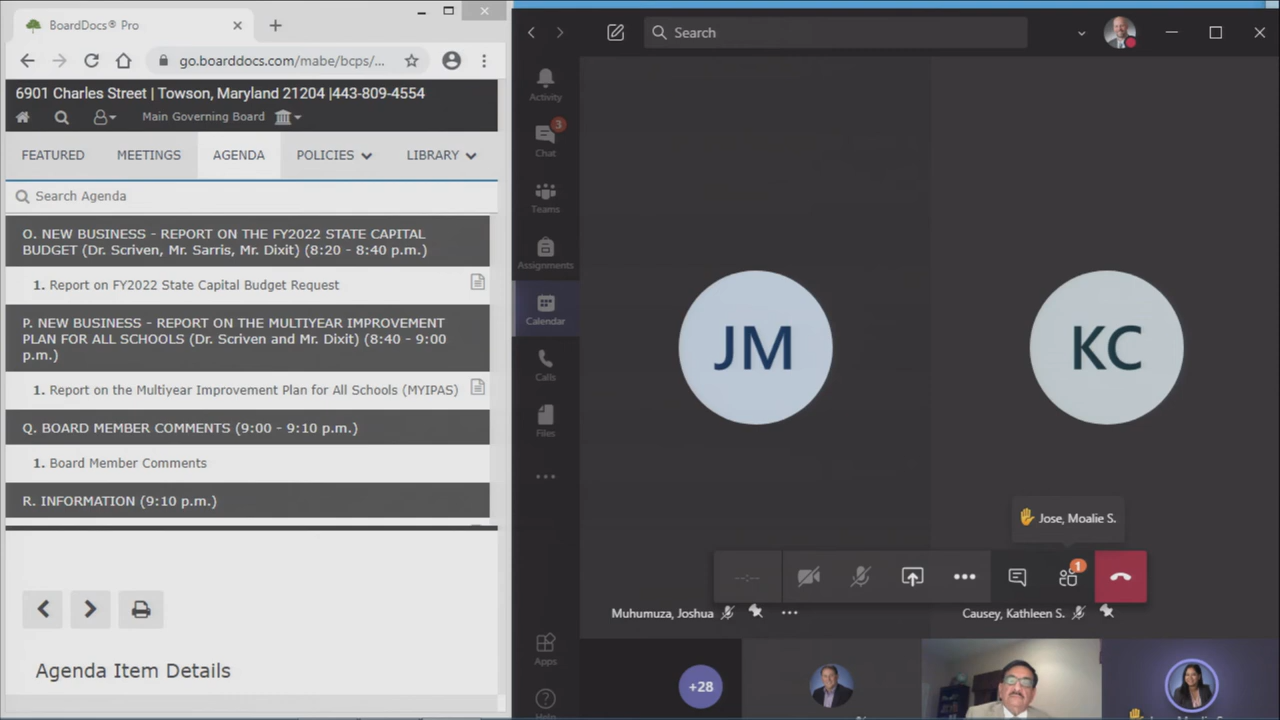 BoardDocs® Pro
go.boarddocs.com/mabe/bcps/...
6901 Charles Street | Towson, Maryland 21204 |443-809-4554
Main Governing Board
FEATURED
MEETINGS
AGENDA
POLICIES
LIBRARY
Search Agenda
O. NEW BUSINESS - REPORT ON THE FY2022 STATE CAPITAL
BUDGET (Dr. Scriven, Mr. Sarris, Mr. Dixit) (8:20 - 8:40 p.m.)
1. Report on FY2022 State Capital Budget Request
P. NEW BUSINESS - REPORT ON THE MULTIYEAR IMPROVEMENT
PLAN FOR ALL SCHOOLS (Dr. Scriven and Mr. Dixit) (8:40 - 9:00
p.m.)
1. Report on the Multiyear Improvement Plan for All Schools (MYIPAS)
Q. BOARD MEMBER COMMENTS (9:00 - 9:10 p.m.)
1. Board Member Comments
R. INFORMATION (9:10 p.m.)
Agenda Item Details
Search
Activity
3
Chat
Teams
Assignments
Calendar
Calls
Files
Apps
Help
JM
KC
Jose, Moalie S.
--:--
1
Muhumuza, Joshua
Causey, Kathleen S.
+28